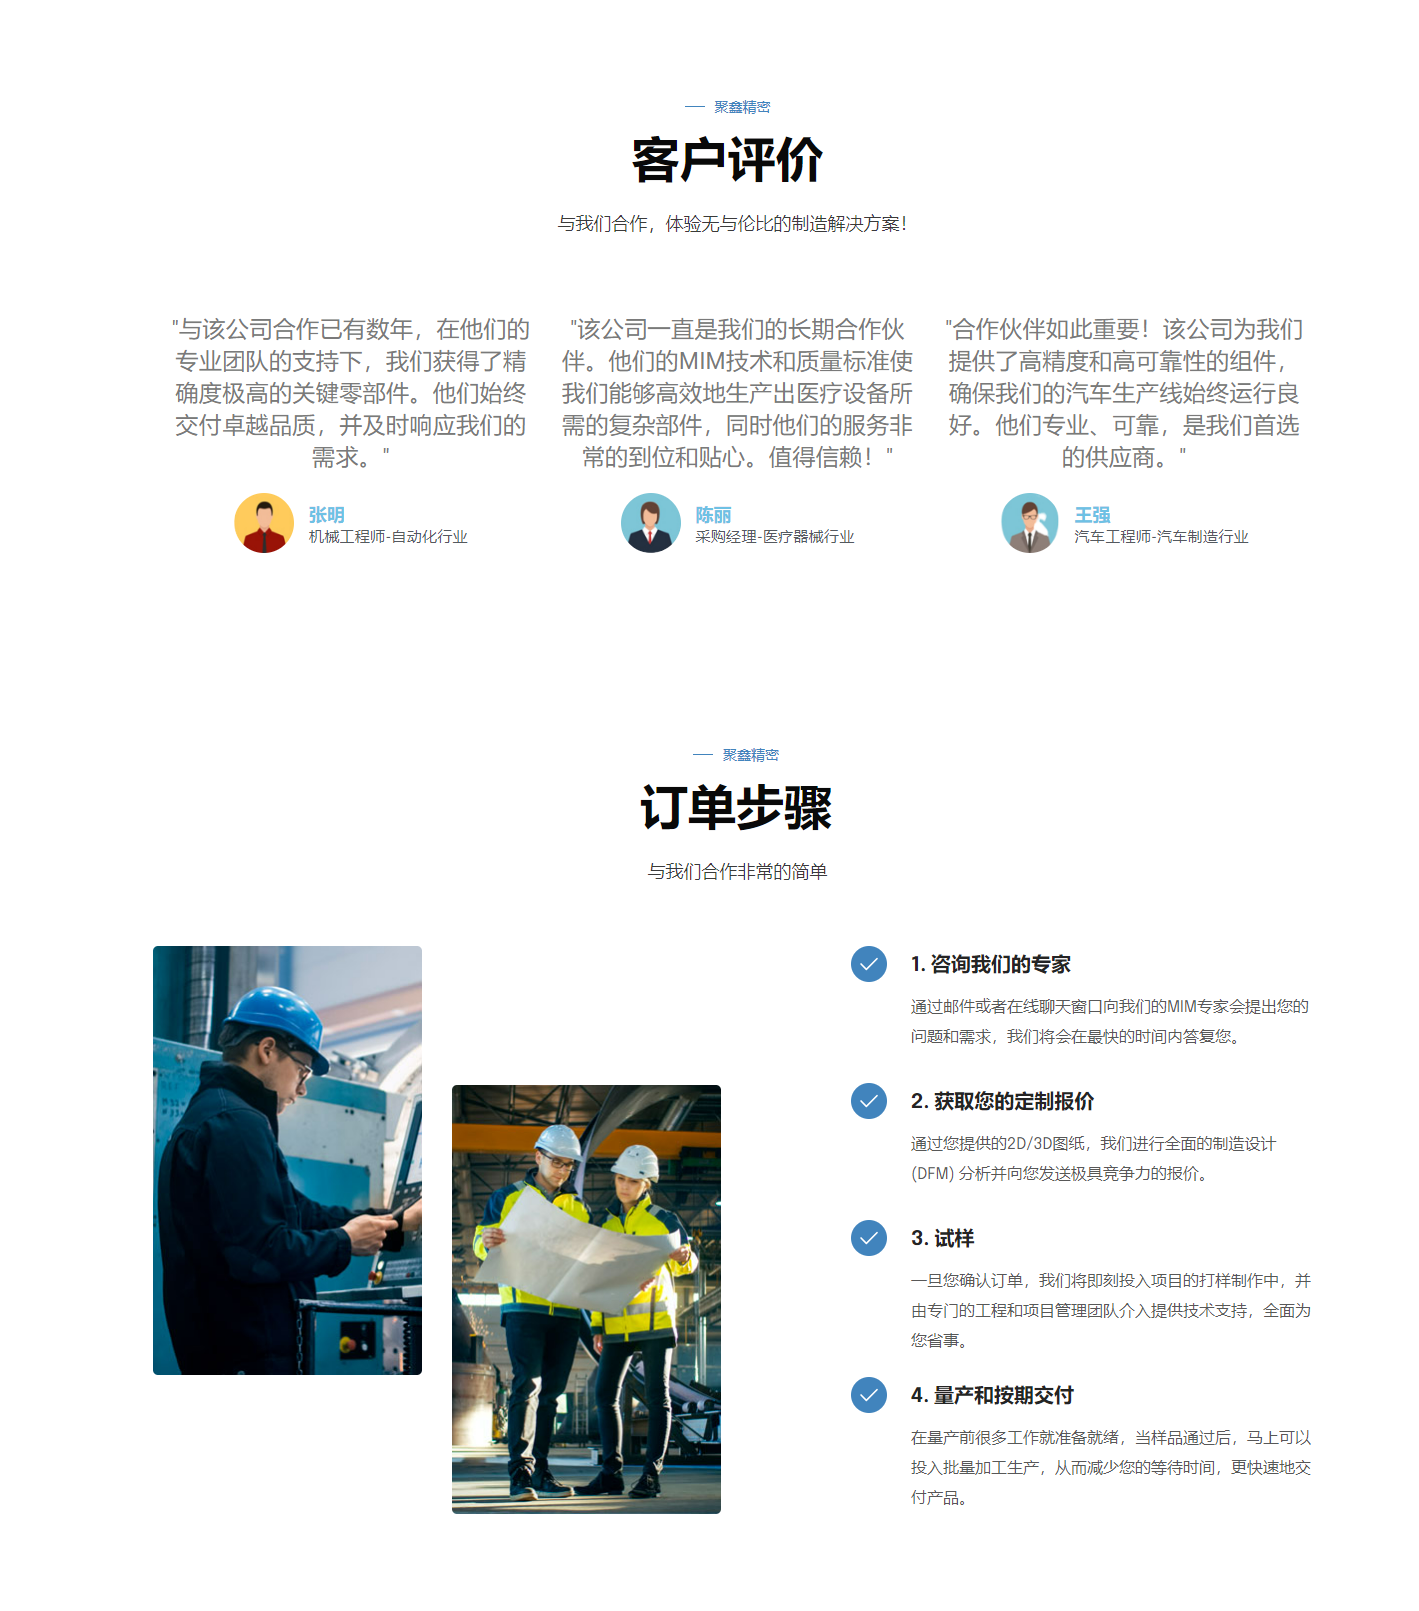 聚鑫精密
客户评价
与我们合作，体验无与伦比的制造解决方案！
"与该公司合作已有数年，在他们的
专业团队的支持下，我们获得了精
确度极高的关键零部件。他们始终
交付卓越品质，并及时响应我们的
需求。"
张明
机械工程师-自动化行业
"该公司一直是我们的长期合作伙
伴。他们的MIM技术和质量标准使
我们能够高效地生产出医疗设备所
需的复杂部件，同时他们的服务非
常的到位和贴心。值得信赖！"
陈丽
采购经理-医疗器械行业
"合作伙伴如此重要！该公司为我们
提供了高精度和高可靠性的组件，
确保我们的汽车生产线始终运行良
好。他们专业、可靠，是我们首选
的供应商。"
王强
汽车工程师-汽车制造行业
聚鑫精密
订单步骤
与我们合作非常的简单
1. 咨询我们的专家
通过邮件或者在线聊天窗口向我们的MIM专家会提出您的
问题和需求，我们将会在最快的时间内答复您。
2. 获取您的定制报价
通过您提供的2D/3D图纸，我们进行全面的制造设计
(DFM) 分析并向您发送极具竞争力的报价。
3. 试样
一旦您确认订单，我们将即刻投入项目的打样制作中，并
由专门的工程和项目管理团队介入提供技术支持，全面为
您省事。
4. 量产和按期交付
在量产前很多工作就准备就绪，当样品通过后，马上可以
投入批量加工生产，从而减少您的等待时间，更快速地交
付产品。